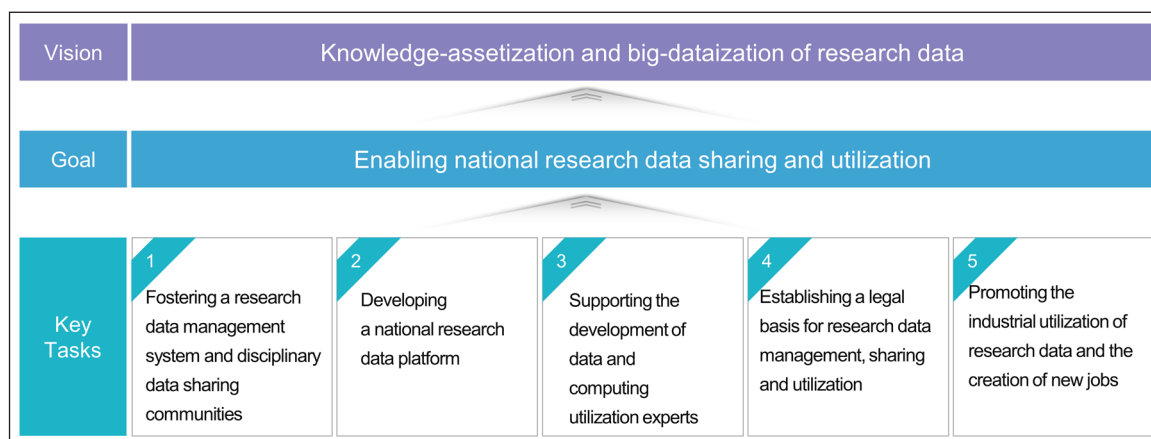 Vision
Knowledge-assetization and big-dataization of research data
Goal
Enabling national research data sharing and utilization
Key
Tasks
1
Fostering a research
data management
system and disciplinary
data sharing
communities
2
Developing
a national research
data platform
3
Supporting the
development of
data and
computing
utilization experts
4
Establishing a legal
basis for research data
management, sharing
and utilization
5
Promoting the
industrial utilization of
research data and the
creation of new jobs